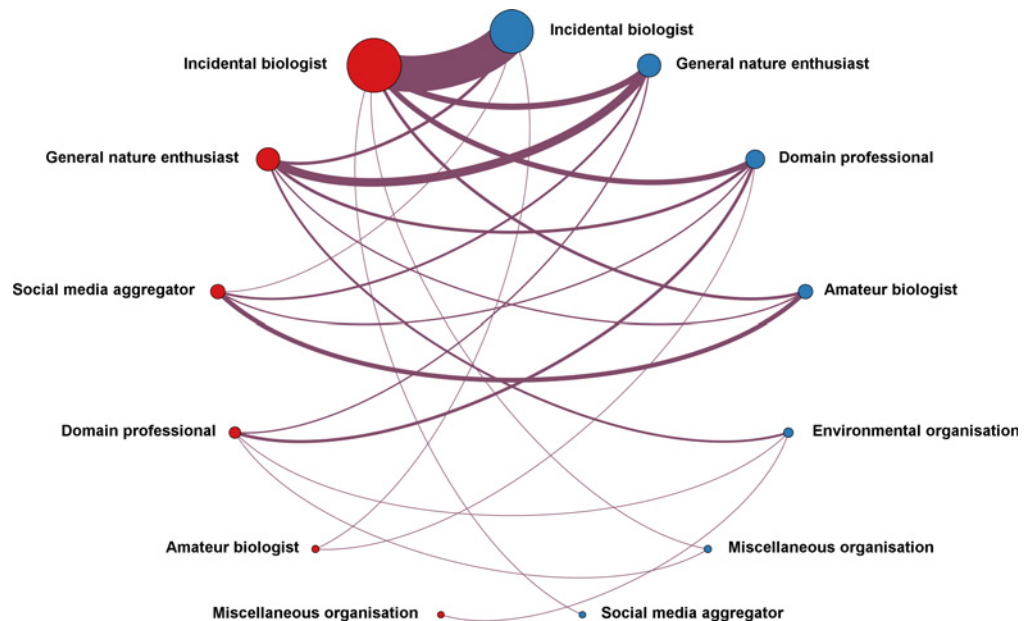 Incidental biologist
Incidental biologist
General nature enthusiast
General nature enthusiast
Domain professional
Social media aggregator
Amateur biologist
Domain professional
Environmental organisation
Amateur biologist
Miscellaneous organisation
Miscellaneous organisation
Social media aggregator